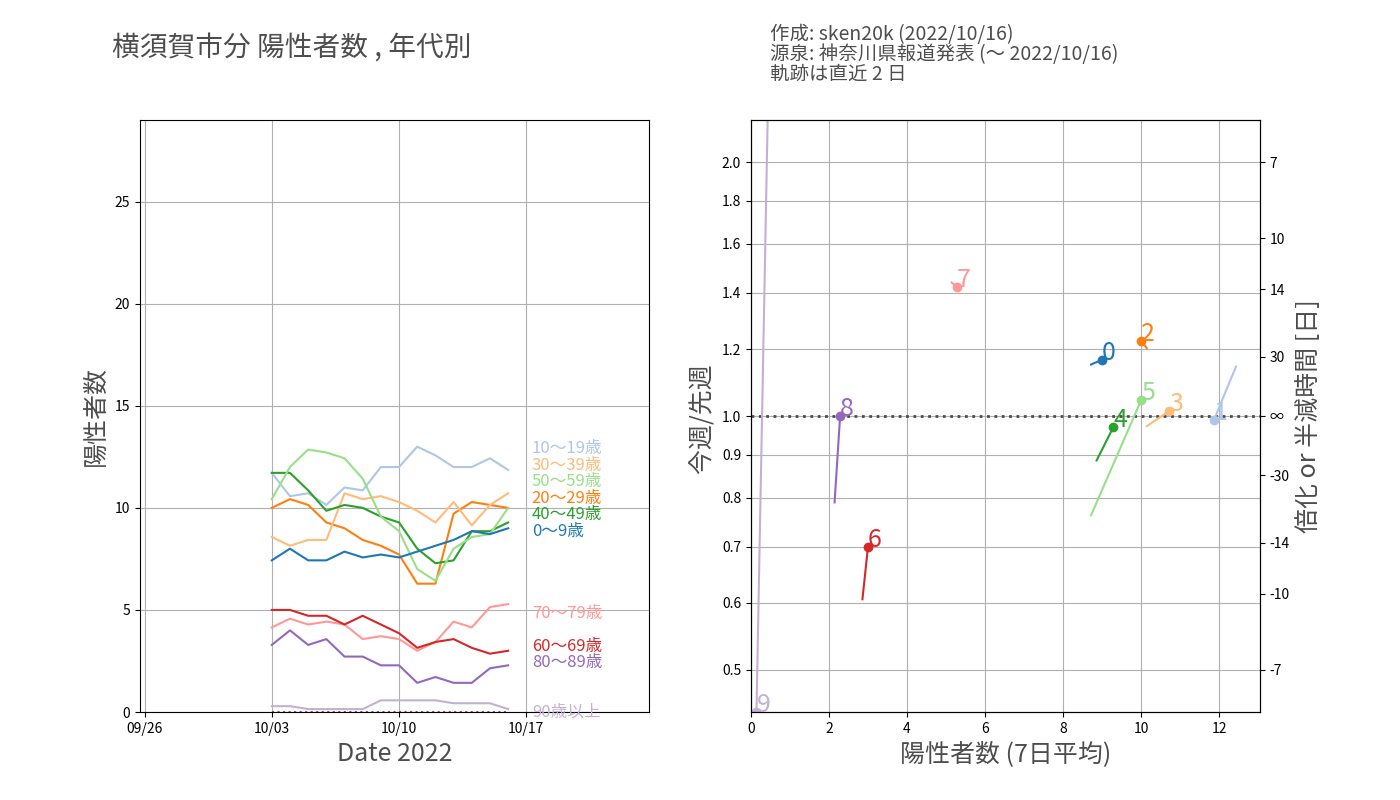 横須賀市分 陽性者数 , 年代別
作成: sken20k (2022/10/16)
源泉: 神奈川県報道発表 (〜 2022/10/16)
軌跡は直近 2 日
陽性者数
25
20
15
10
5
0
10〜19歳
30〜39歳
50〜59歳
20〜29歳
40〜49歳
0〜9歳
70〜79歳
60〜69歳
80〜89歳
90歳以上
09/26
10/03
10/10
10/17
Date 2022
今週/先週
2.0
1.8
1.6
1.4
1.2
1.0
0.9
0.8
0.7
0.6
0.5
7
2
0
5
3
1
4
8
6
9
7
10
14
30
∞
-30
-14
-10
-7
倍化 or 半減時間 [日]
0
2
4
6
8
10
12
陽性者数 (7日平均)